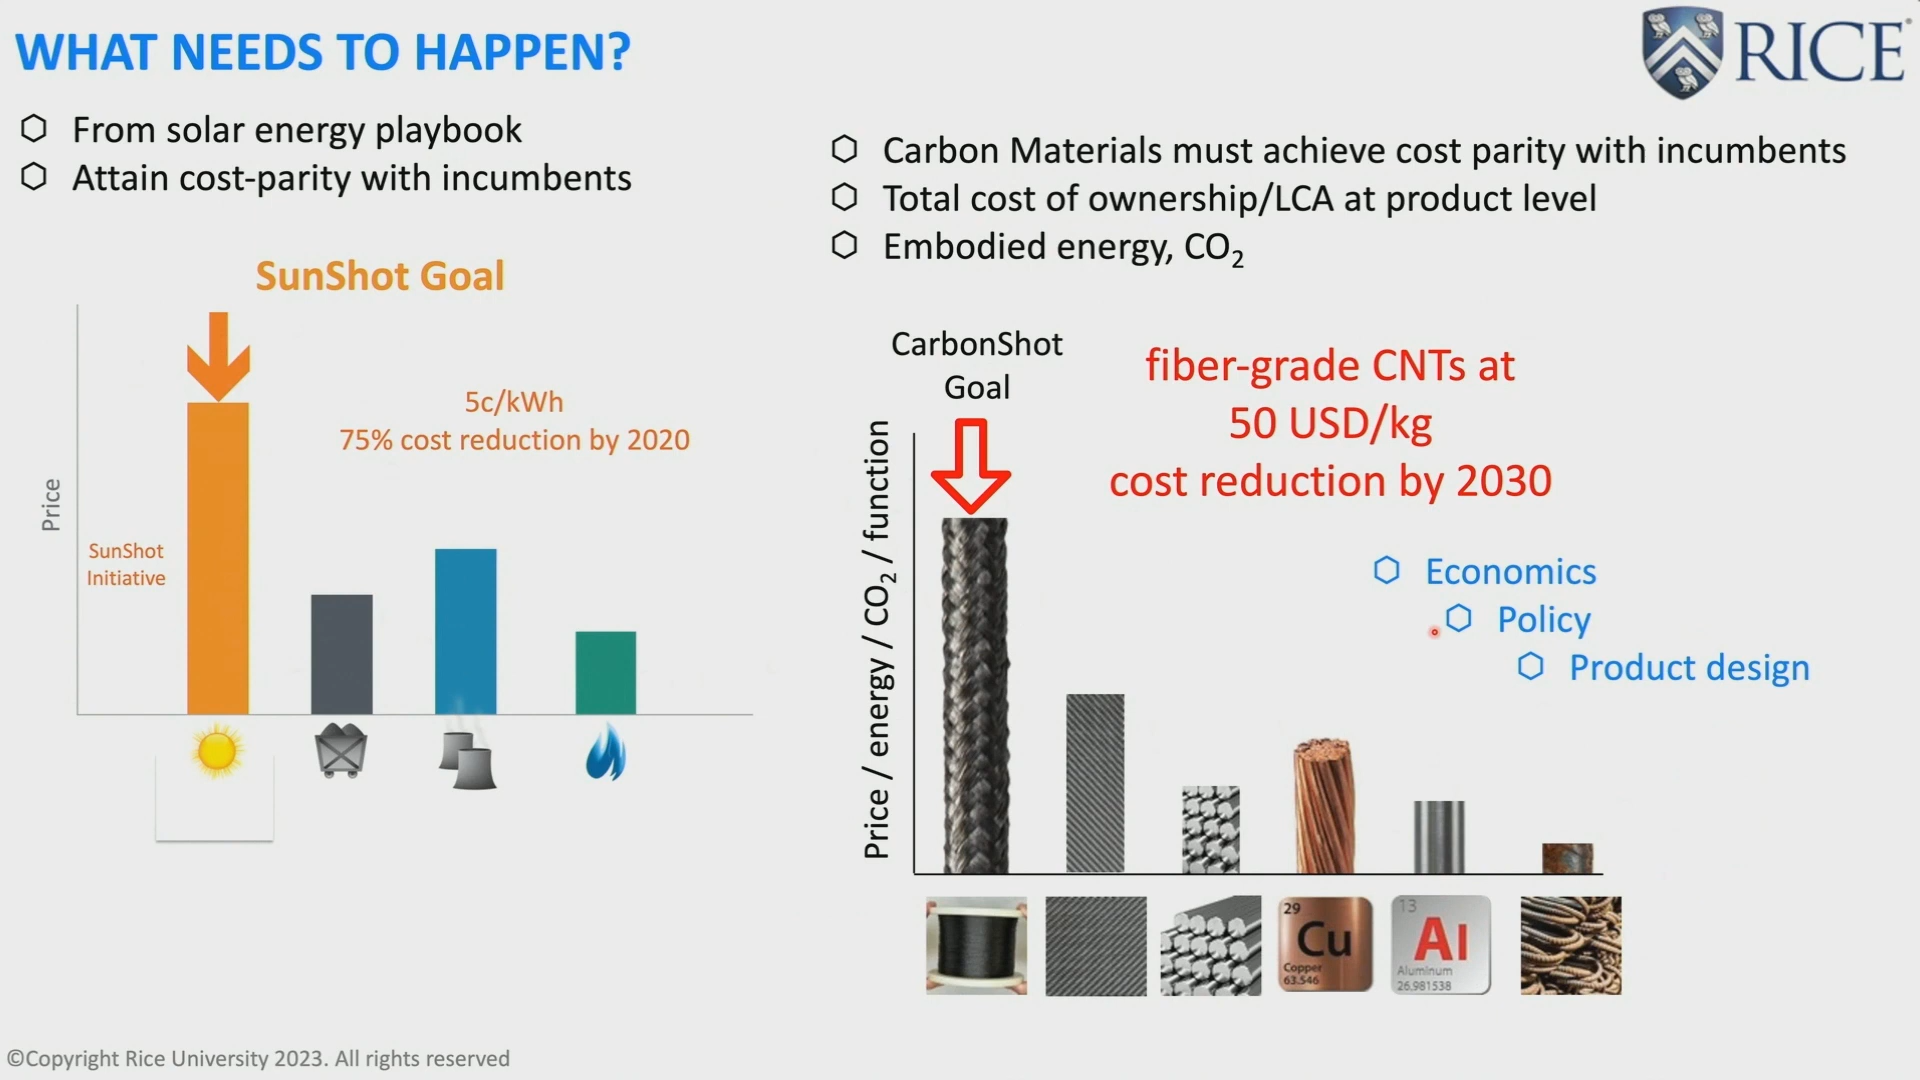 WHAT NEEDS TO HAPPEN?
RICE
From solar energy playbook
Attain cost-parity with incumbents
Carbon Materials must achieve cost parity with incumbents
Total cost of ownership/LCA at product level
Embodied energy, CO₂
SunShot Goal
5c/kWh
75% cost reduction by 2020
Price
SunShot
Initiative
CarbonShot
Goal
fiber-grade CNTs at
50 USD/kg
cost reduction by 2030
Price / energy / CO₂ / function
Economics
Policy
Product design
29
Cu
Copper
63.546
13
Al
Aluminum
26.981538
©Copyright Rice University 2023. All rights reserved